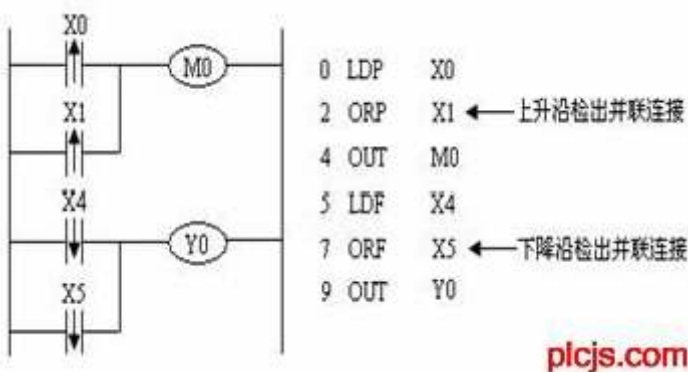 X0
M0
X1
X4
Y0
X5
0 LDP X0
2 ORP X1 上升沿检出并联连接
4 OUT M0
5 LDF X4
7 ORF X5 下降沿检出并联连接
9 OUT Y0
plcjs.com